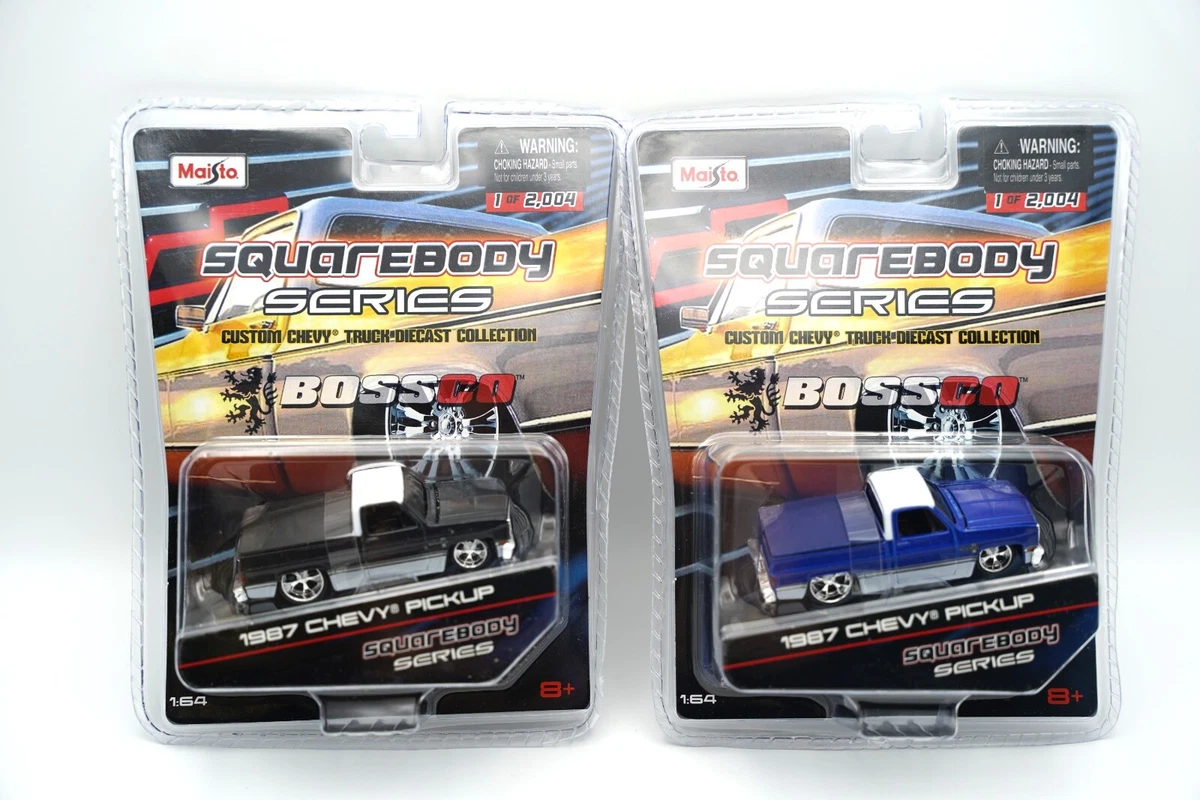 Maisto
WARNING:
CHOKING HAZARD - Small parts.
Not for children under 3 years.
1 OF 2,004
SQUAREBODY
SERIES
CUSTOM CHEVY® TRUCK DIECAST COLLECTION
BOSSCO™
1987 CHEVY® PICKUP
SQUAREBODY
SERIES
1:64
8+
Maisto
WARNING:
CHOKING HAZARD - Small parts.
Not for children under 3 years.
1 OF 2,004
SQUAREBODY
SERIES
CUSTOM CHEVY® TRUCK DIECAST COLLECTION
BOSSCO™
1987 CHEVY® PICKUP
SQUAREBODY
SERIES
1:64
8+